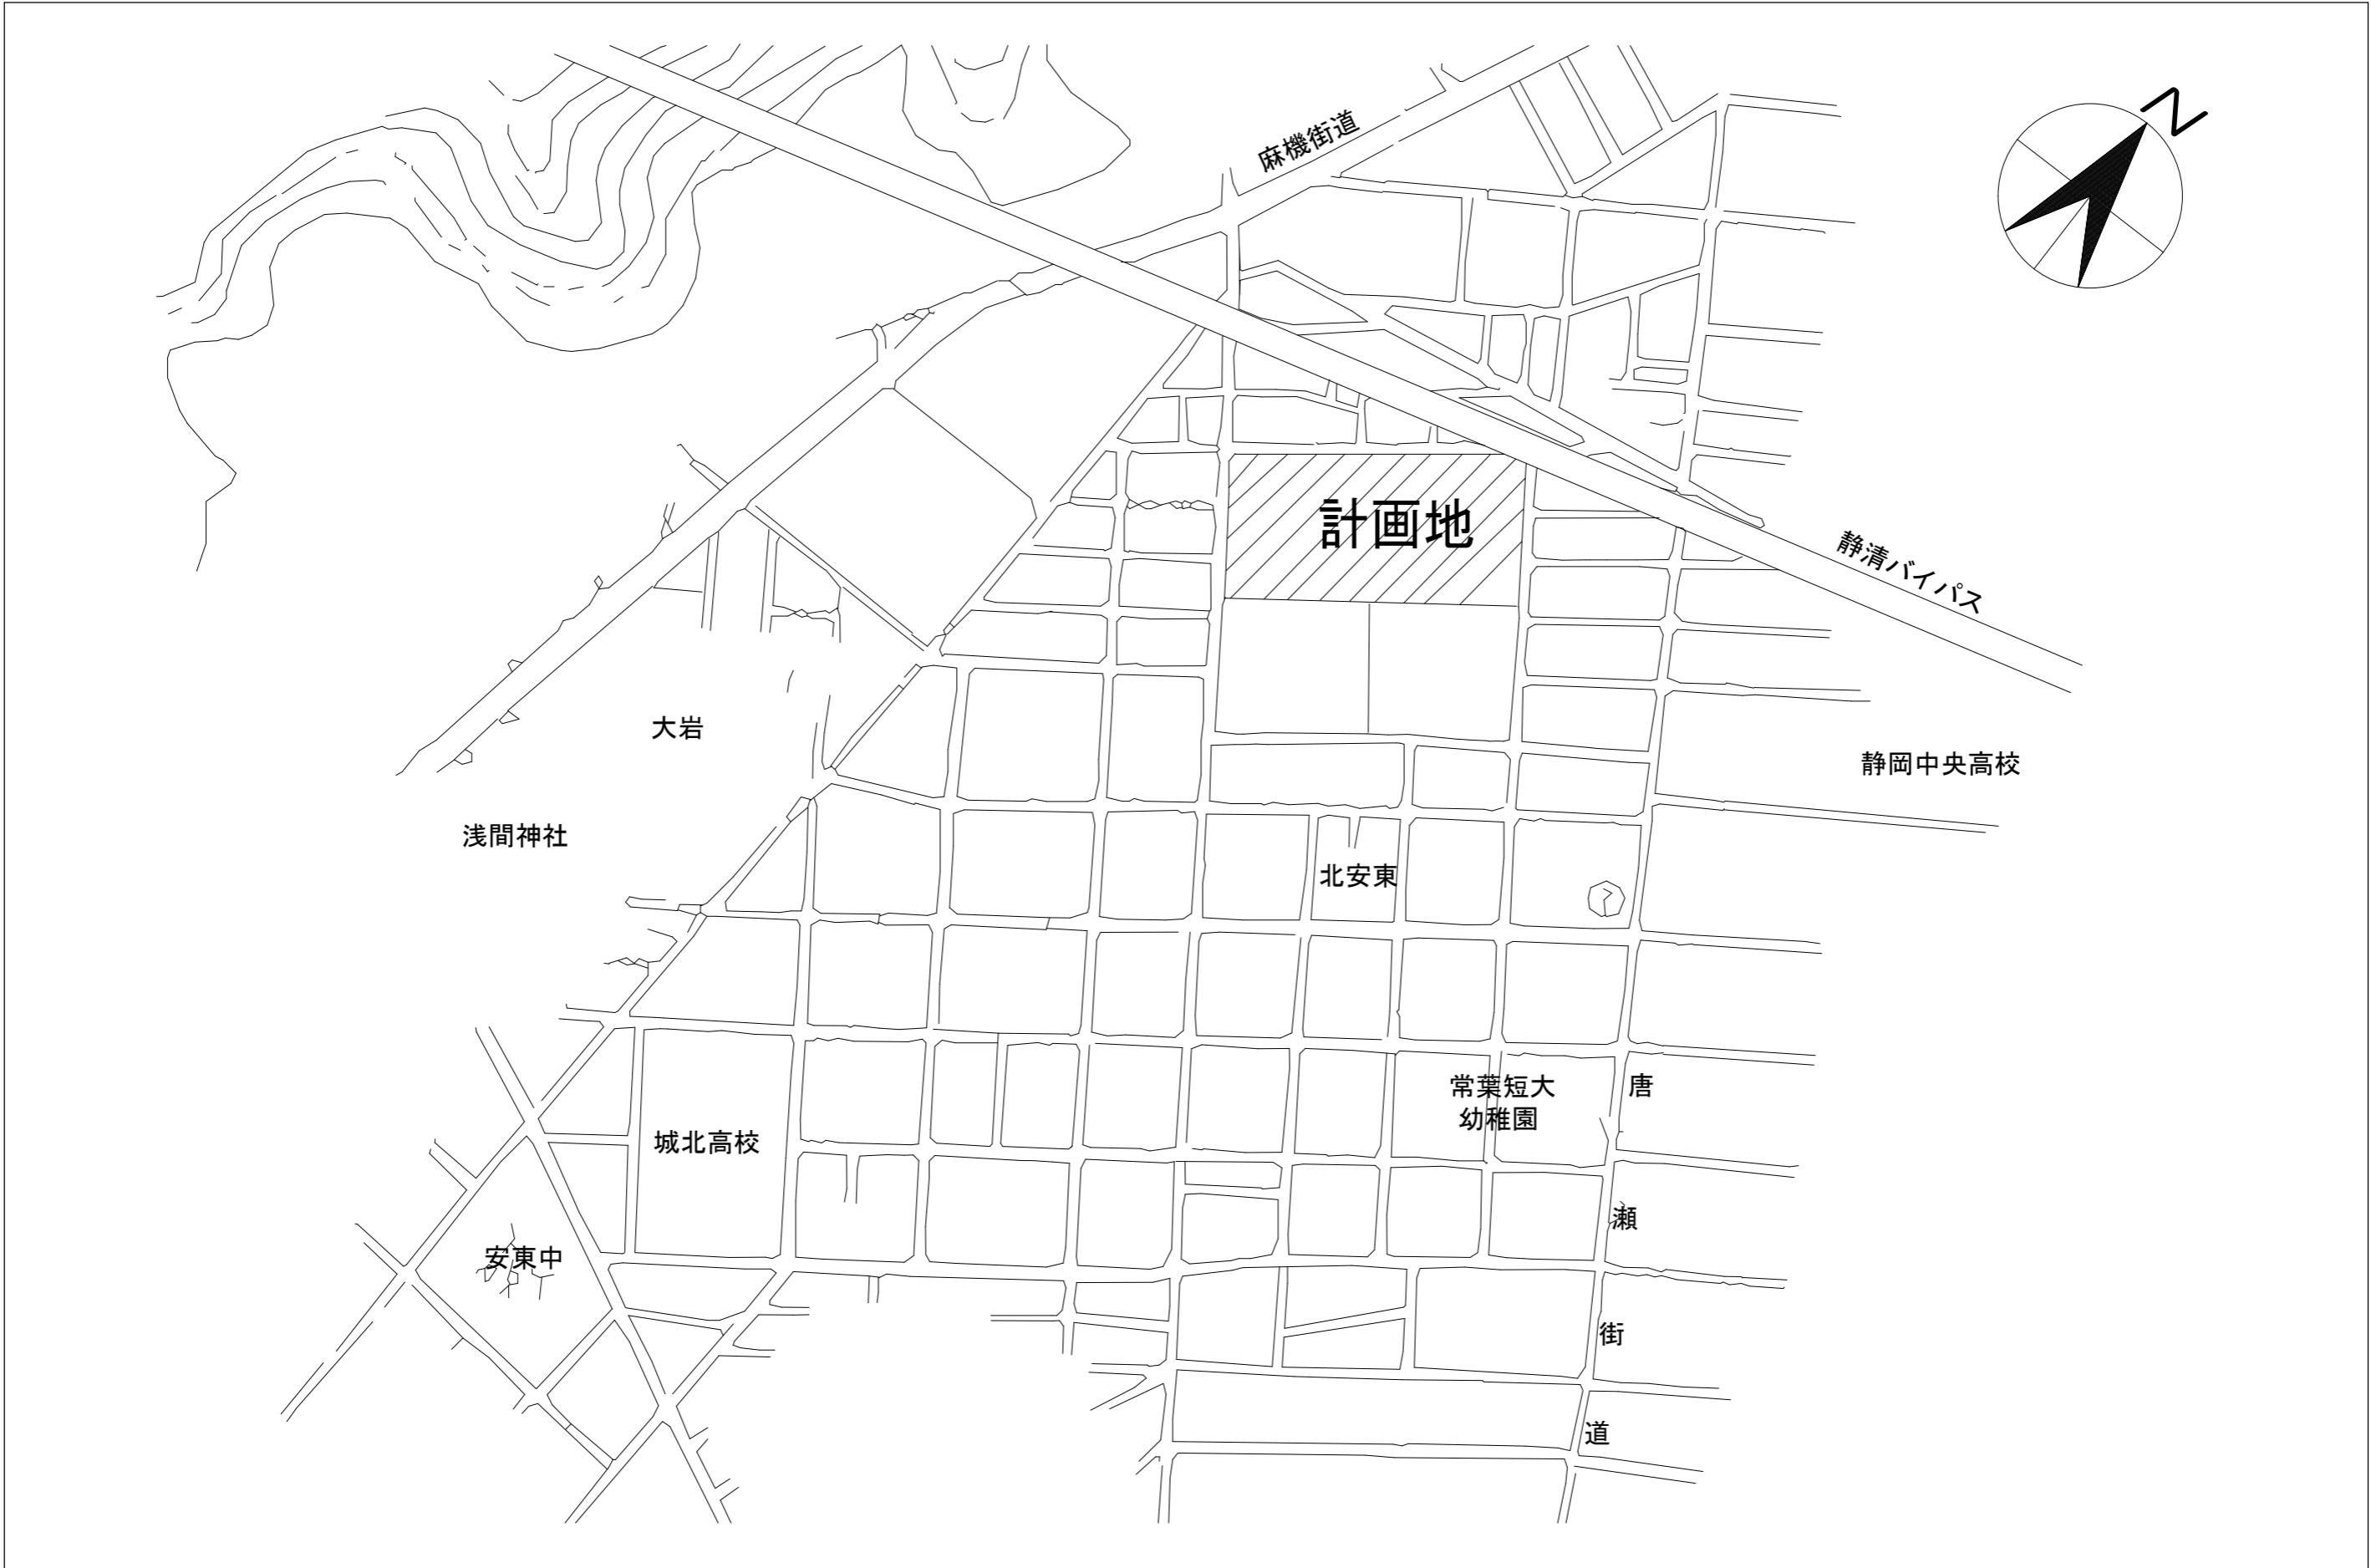 N
麻機街道
計画地
静清バイパス
大岩
静岡中央高校
浅間神社
北安東
常葉短大
幼稚園
城北高校
安東中
唐瀬街道